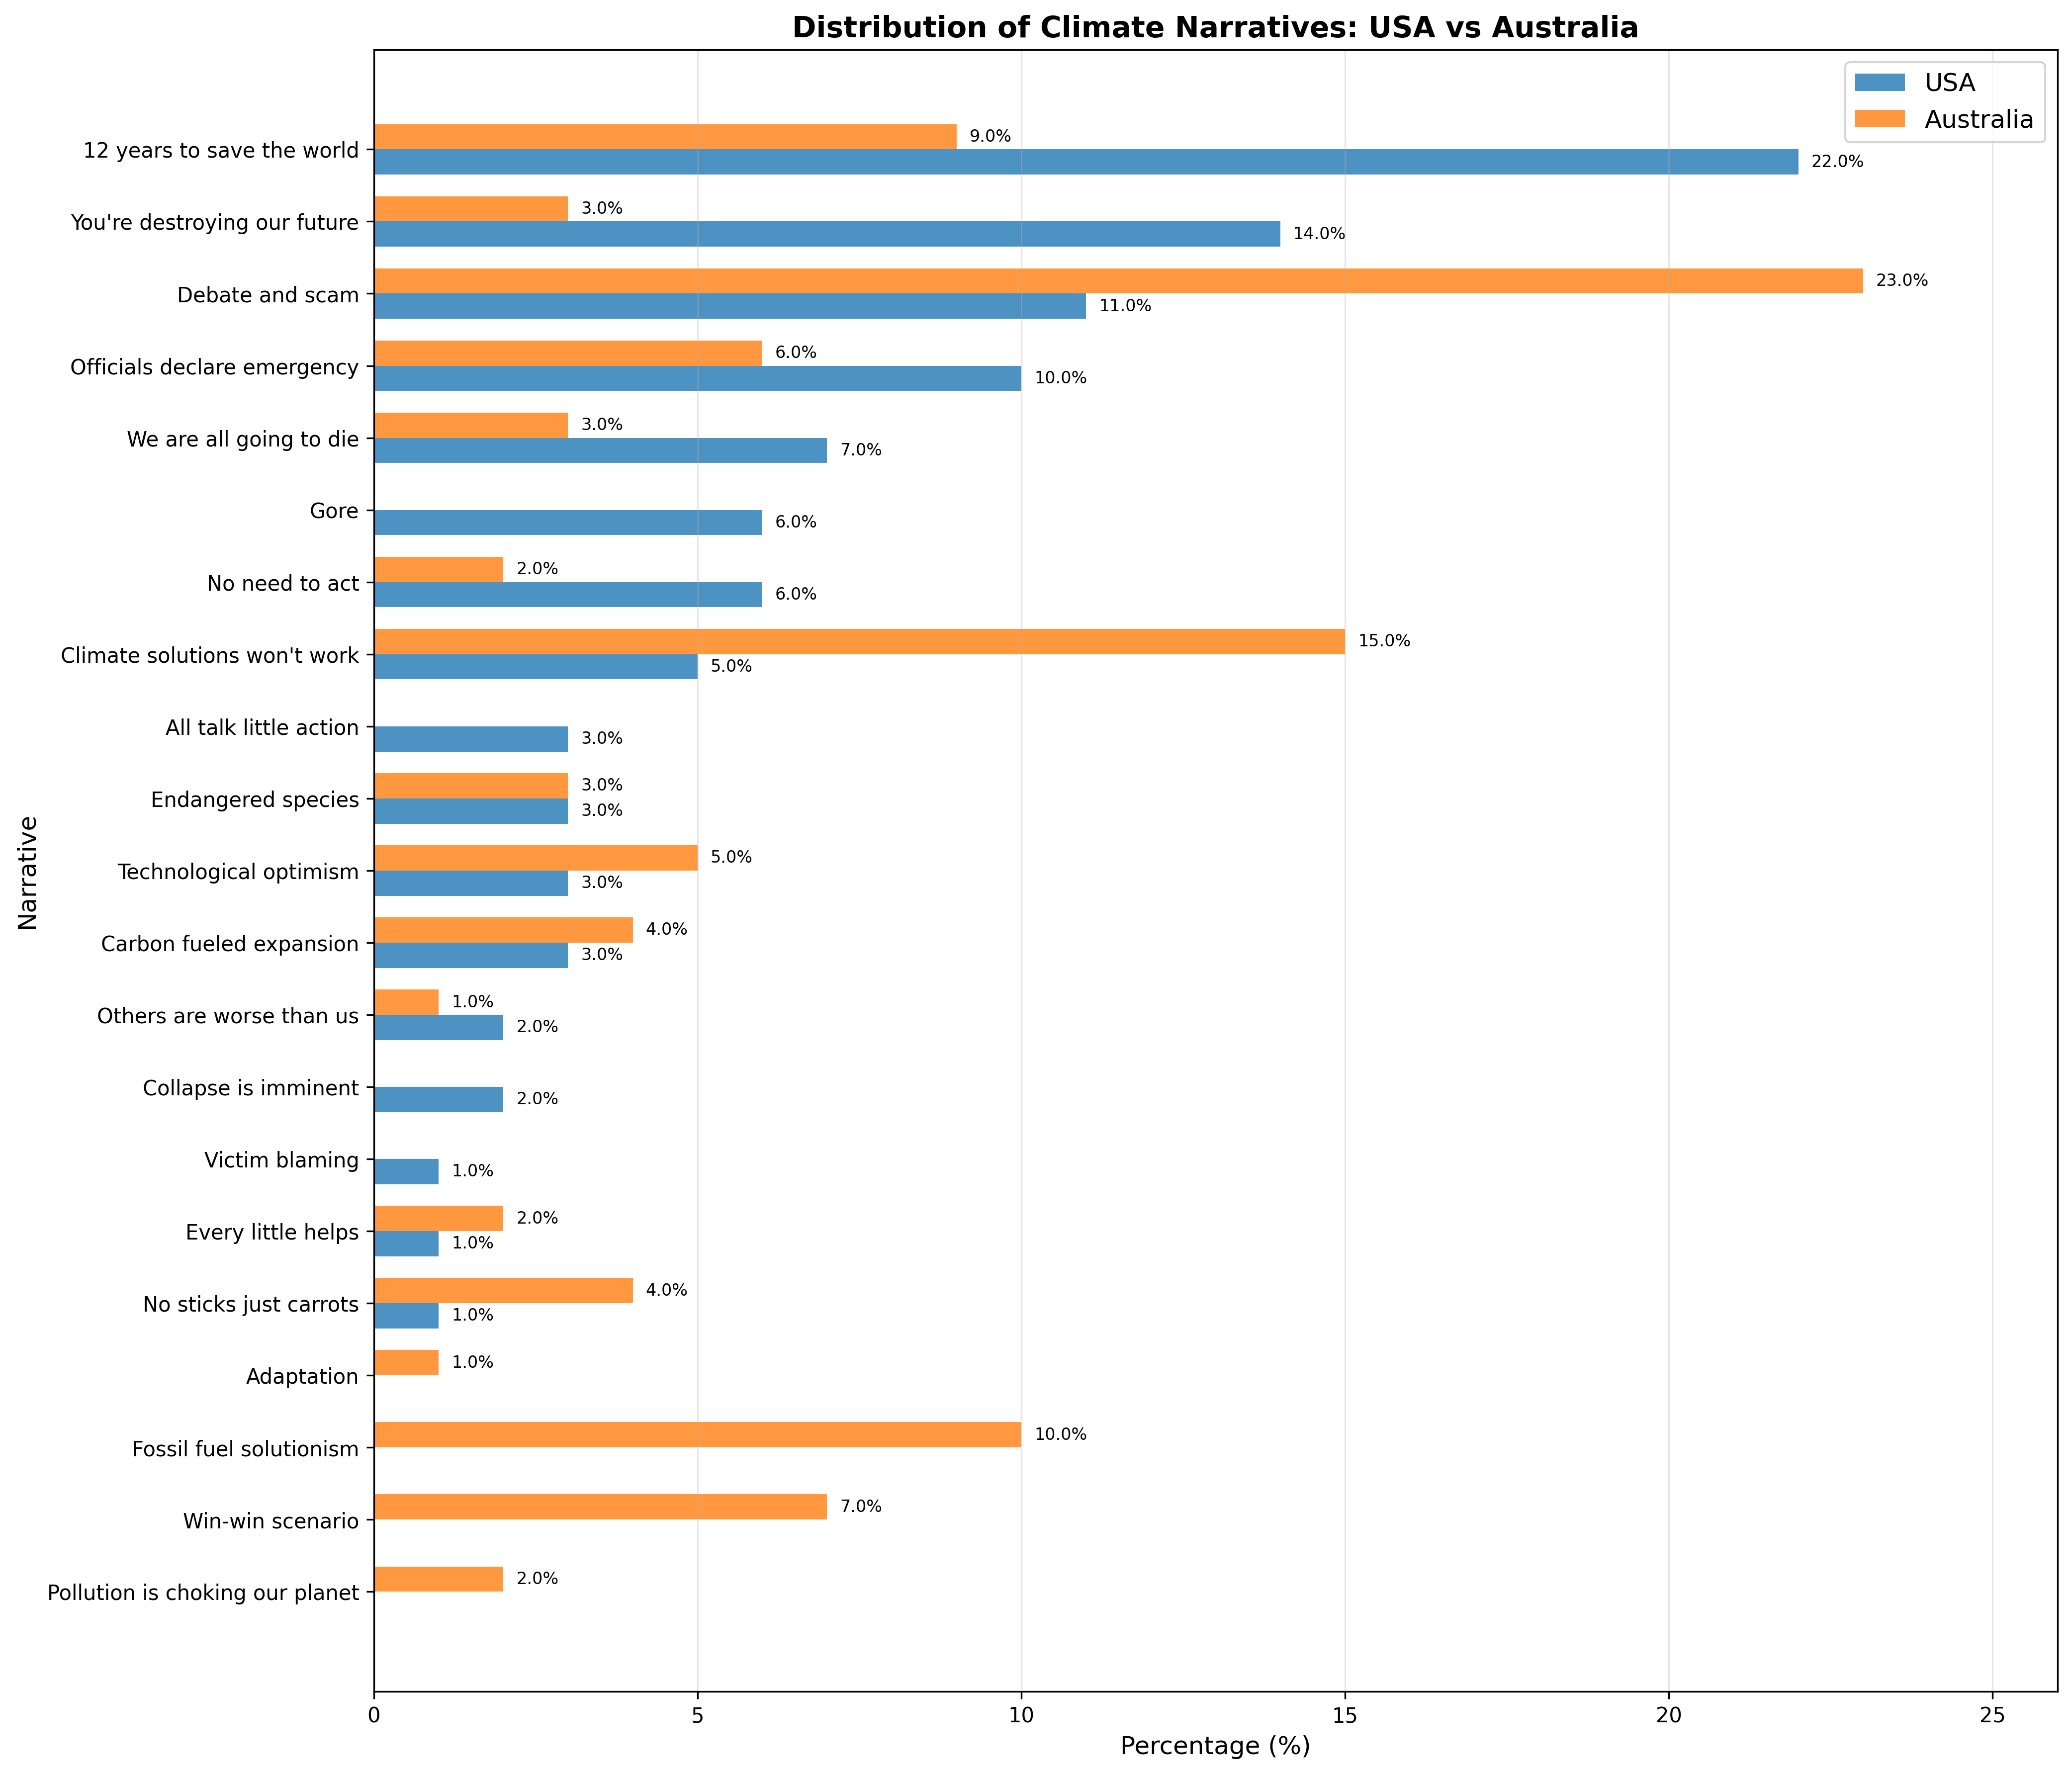 Distribution of Climate Narratives: USA vs Australia
USA
Australia
Narrative
12 years to save the world
9.0%
22.0%
You're destroying our future
3.0%
14.0%
Debate and scam
23.0%
11.0%
Officials declare emergency
6.0%
10.0%
We are all going to die
3.0%
7.0%
Gore
6.0%
No need to act
2.0%
6.0%
Climate solutions won't work
15.0%
5.0%
All talk little action
3.0%
Endangered species
3.0%
3.0%
Technological optimism
5.0%
3.0%
Carbon fueled expansion
4.0%
3.0%
Others are worse than us
1.0%
2.0%
Collapse is imminent
2.0%
Victim blaming
1.0%
Every little helps
2.0%
1.0%
No sticks just carrots
4.0%
1.0%
Adaptation
1.0%
Fossil fuel solutionism
10.0%
Win-win scenario
7.0%
Pollution is choking our planet
2.0%
0 5 10 15 20 25
Percentage (%)